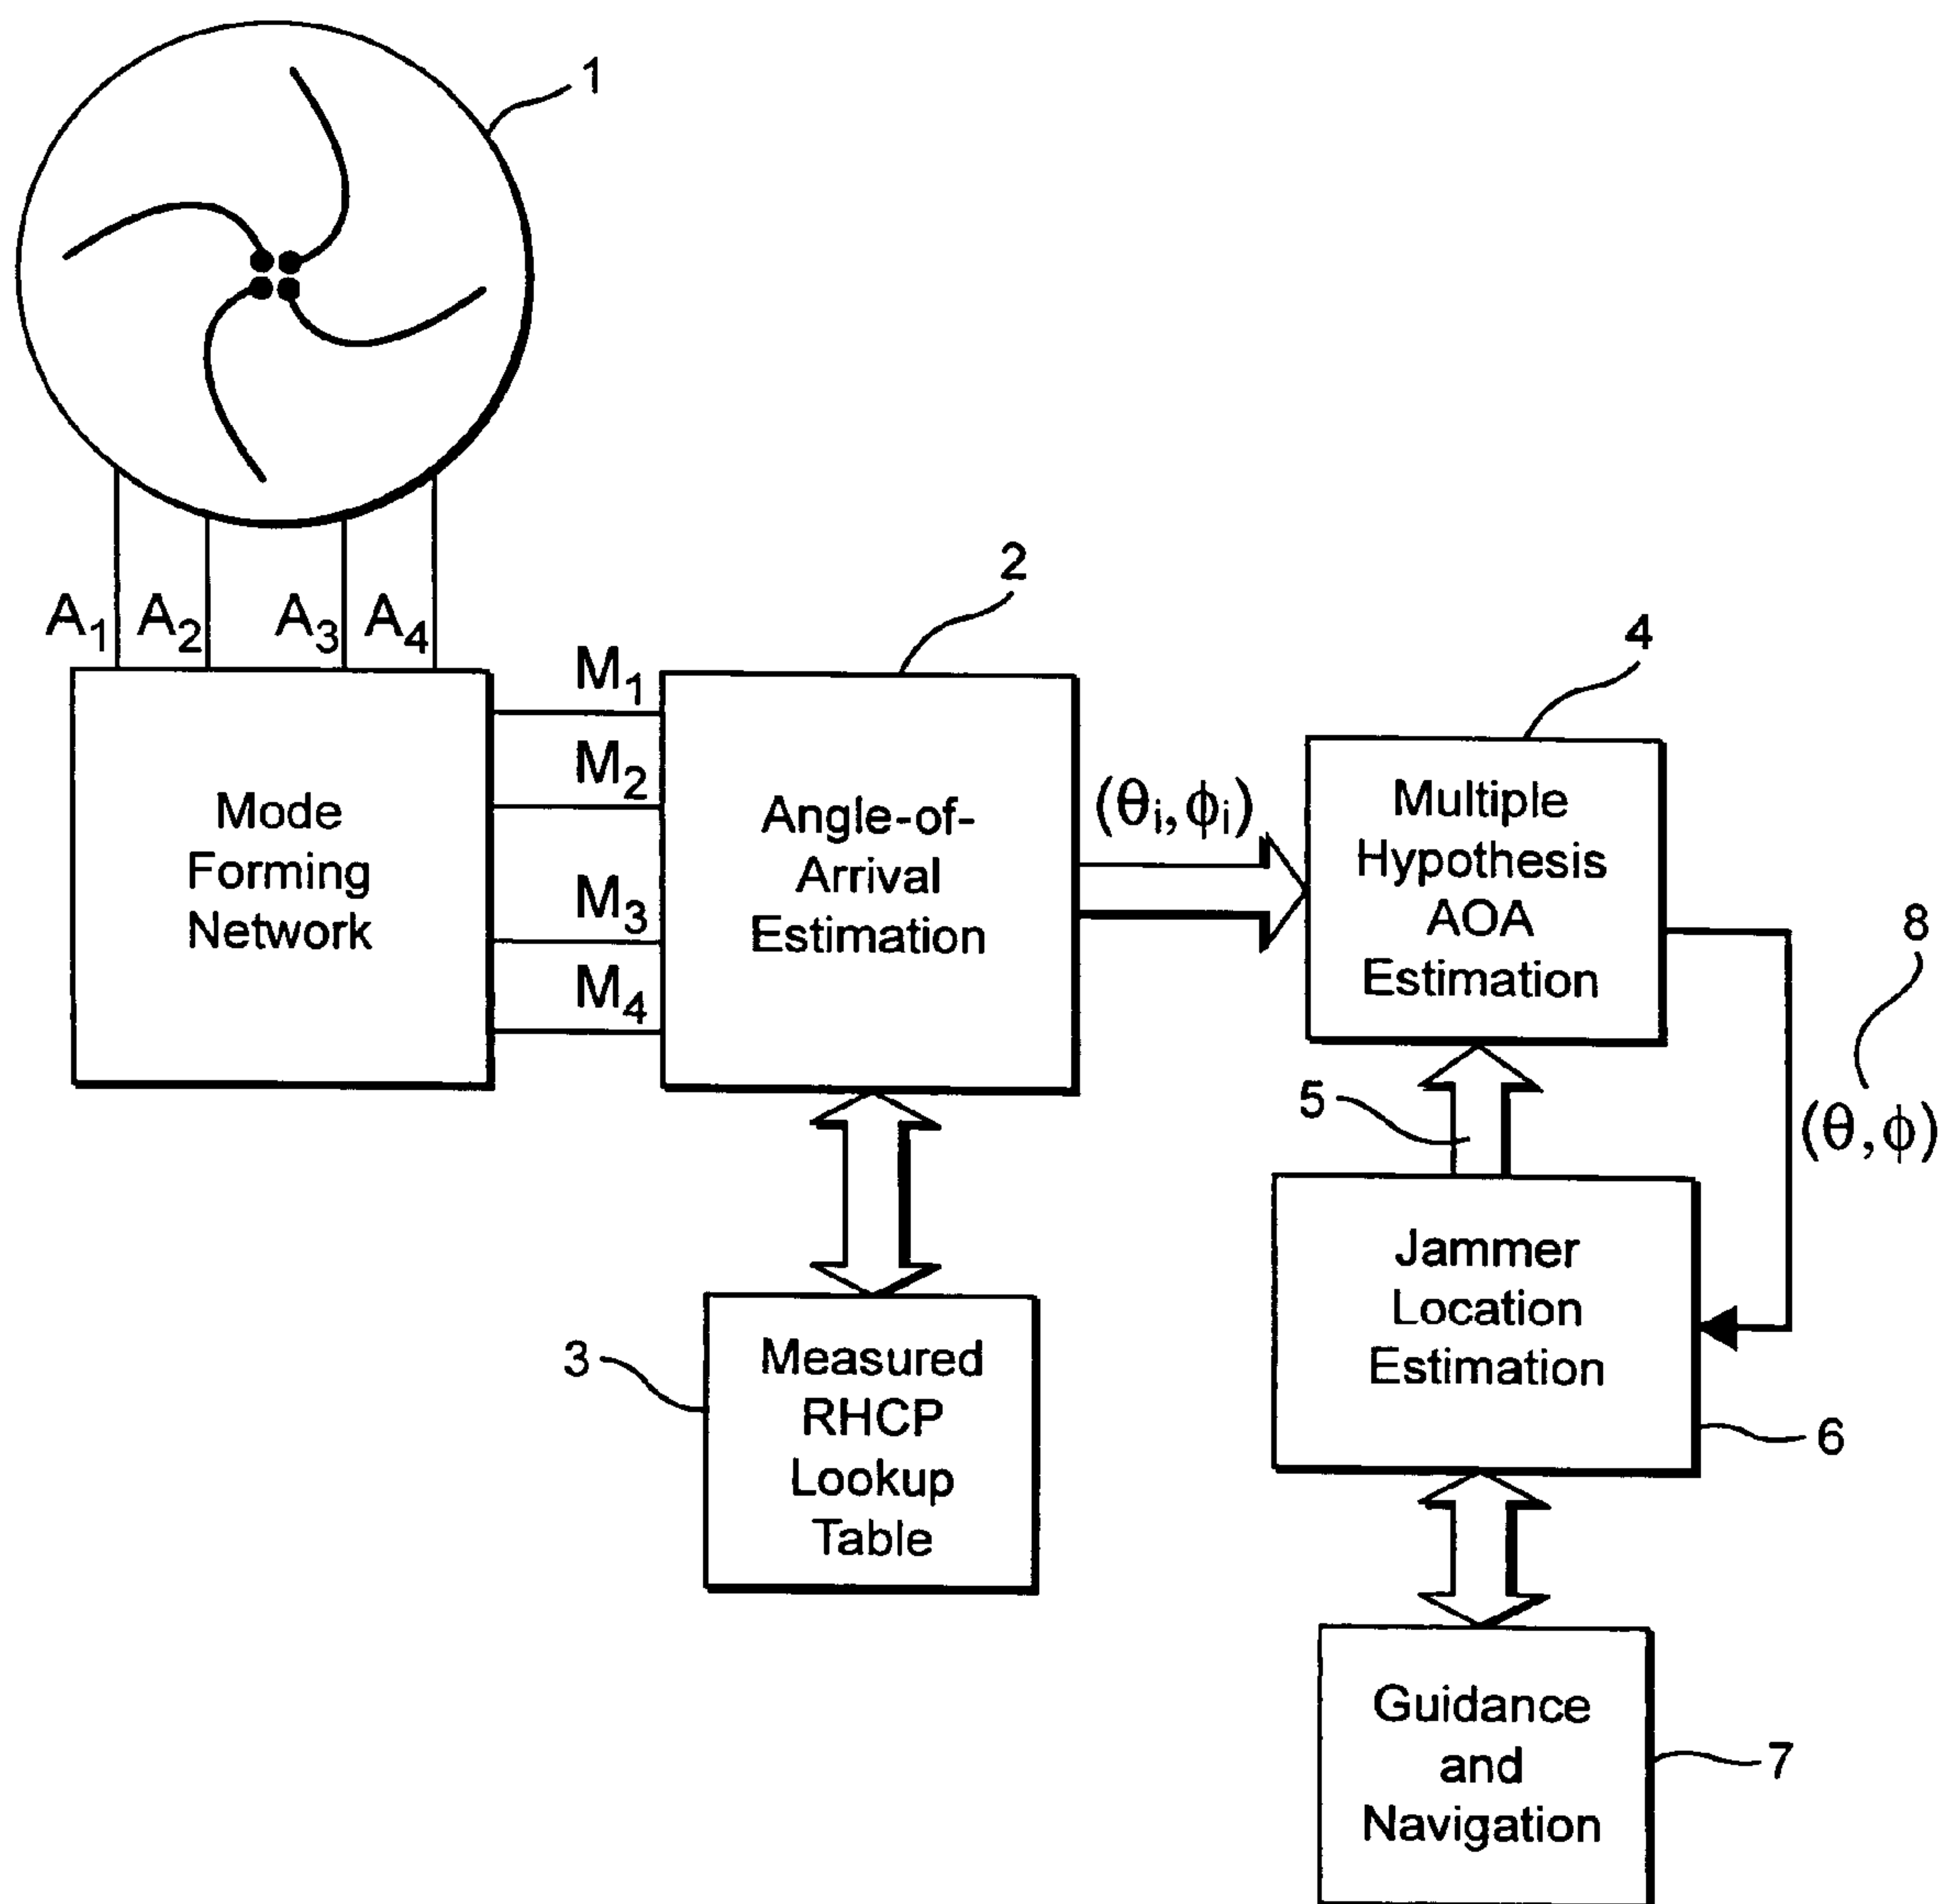 1
A1 A2 A3 A4
Mode
Forming
Network
M1
M2
M3
M4
2
Angle-of-
Arrival
Estimation
(θi,ϕi)
3
Measured
RHCP
Lookup
Table
4
Multiple
Hypothesis
AOA
Estimation
5
8
(θ,ϕ)
Jammer
Location
Estimation
6
Guidance
and
Navigation
7